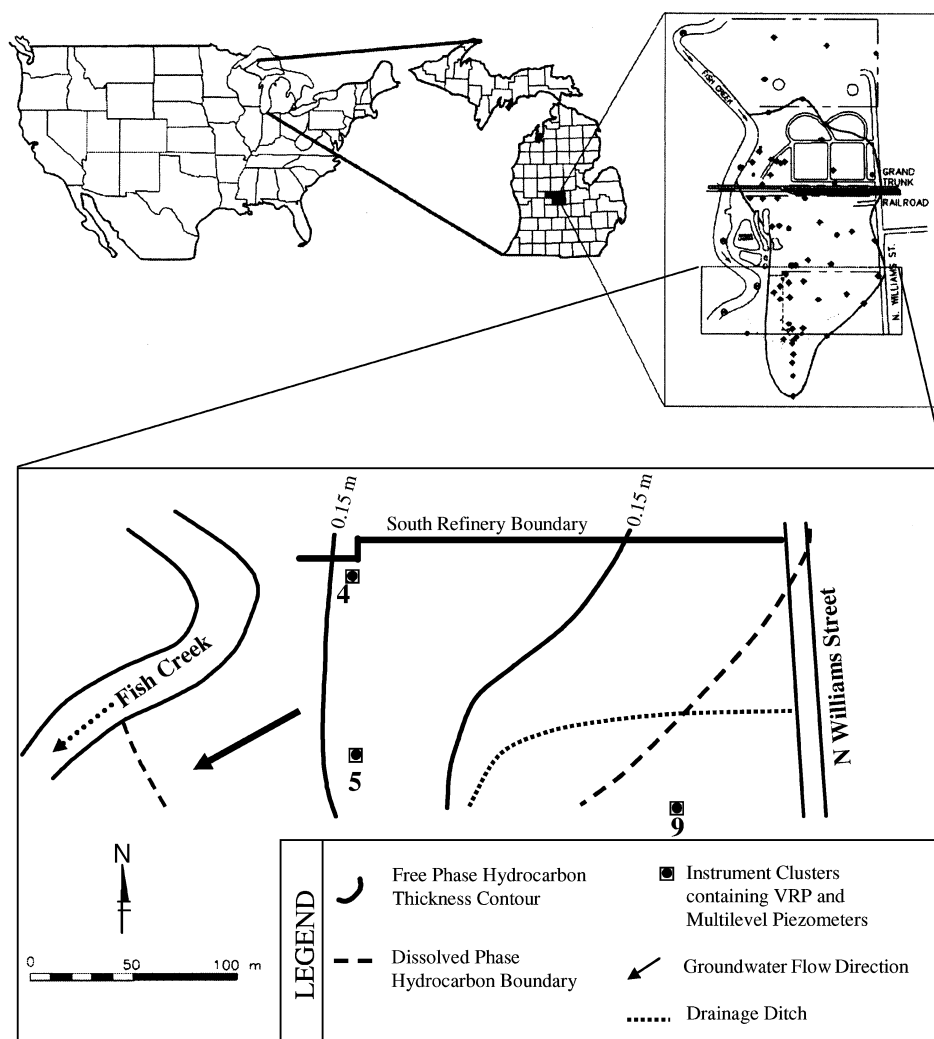 FISH CREEK
GRAND
TRUNK
RAILROAD
N. WILLIAMS ST.
0.15 m
0.15 m
South Refinery Boundary
4
Fish Creek
N Williams Street
5
9
N
0
50
100 m
LEGEND
Free Phase Hydrocarbon
Thickness Contour
Dissolved Phase
Hydrocarbon Boundary
Instrument Clusters
containing VRP and
Multilevel Piezometers
Groundwater Flow Direction
Drainage Ditch